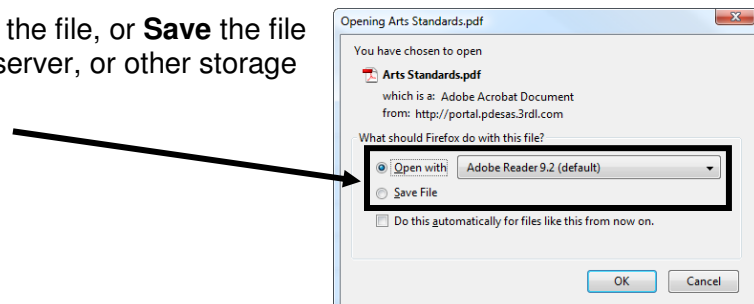 the file, or Save the file
server, or other storage
Opening Arts Standards.pdf
You have chosen to open
Arts Standards.pdf
which is a: Adobe Acrobat Document
from: http://portal.pdesas.3rdl.com
What should Firefox do with this file?
Open with Adobe Reader 9.2 (default)
Save File
Do this automatically for files like this from now on.
OK Cancel